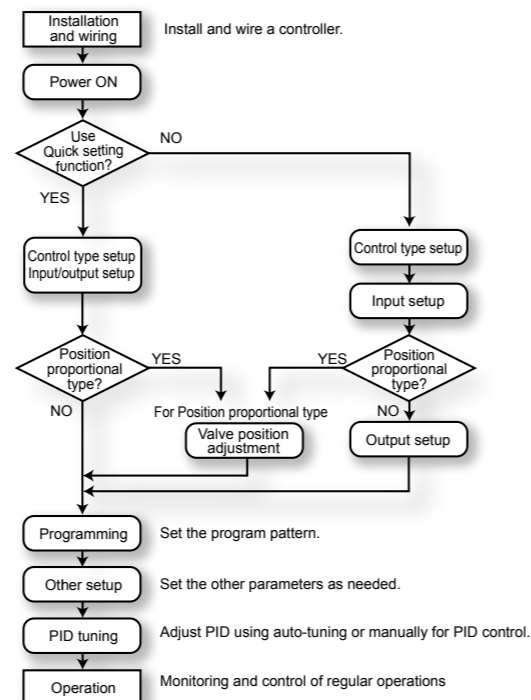 Installation
and wiring
Install and wire a controller.
Power ON
Use
Quick setting
function?
NO
YES
Control type setup
Input/output setup
Control type setup
Input setup
Position
proportional
type?
YES
NO
YES
Position
proportional
type?
NO
For Position proportional type
Valve position
adjustment
Output setup
Programming
Set the program pattern.
Other setup
Set the other parameters as needed.
PID tuning
Adjust PID using auto-tuning or manually for PID control.
Operation
Monitoring and control of regular operations